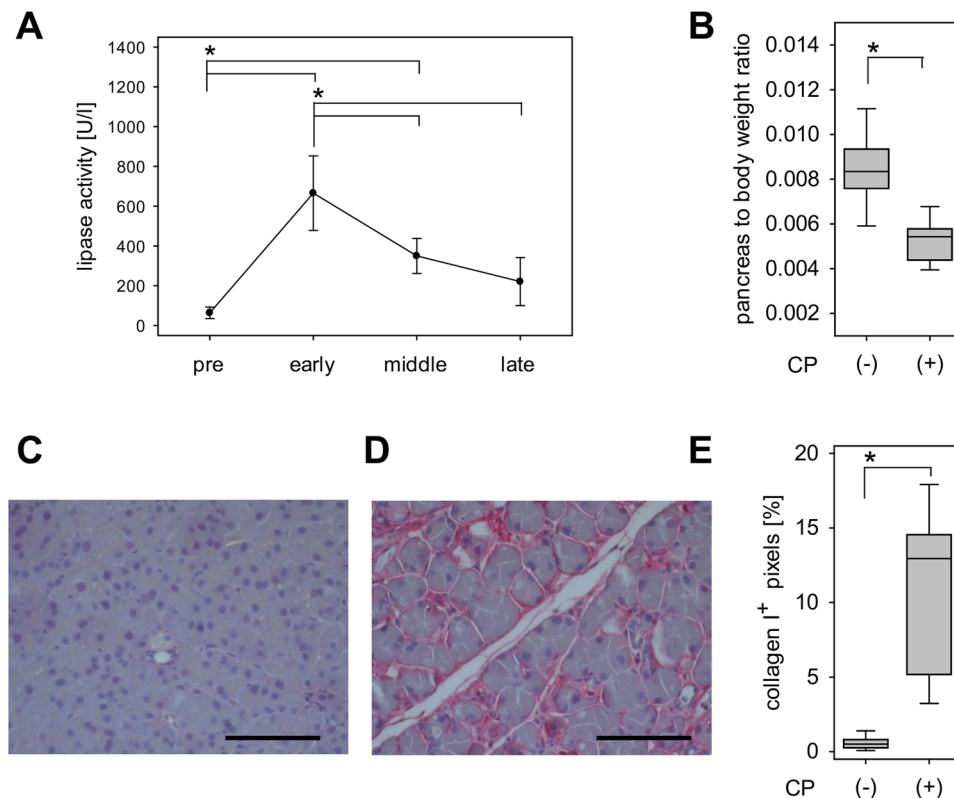 A
lipase activity [U/l]
1400
1200
1000
800
600
400
200
0
*
*
pre early middle late
B
pancreas to body weight ratio
0.014
0.012
0.010
0.008
0.006
0.004
0.002
*
CP (-) (+)
C
D
E
collagen I+ pixels [%]
20
15
10
5
0
*
CP (-) (+)